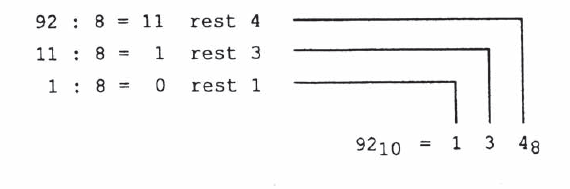 92 : 8 = 11 rest 4
11 : 8 = 1 rest 3
1 : 8 = 0 rest 1
92₁₀ = 1 3 4₈